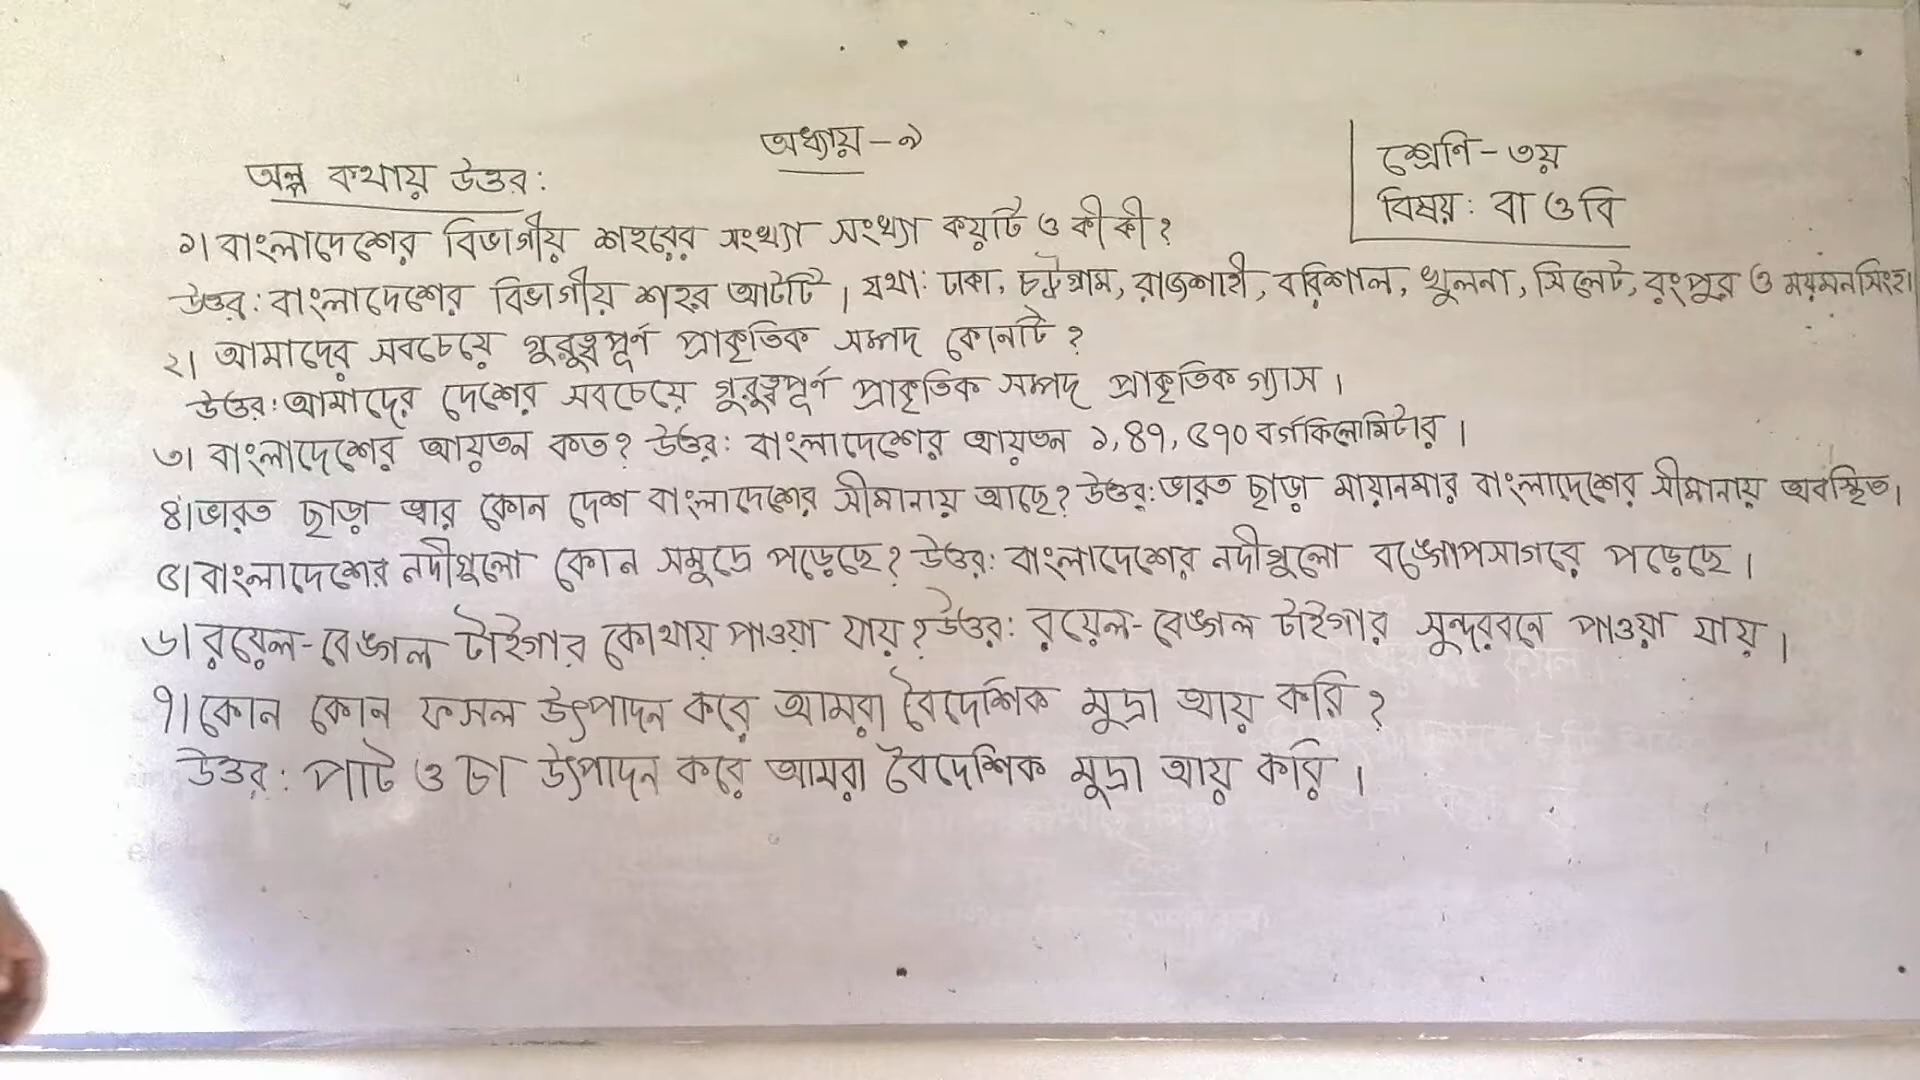 অধ্যায় - ৯
শ্রেণি - ৩য়
বিষয়: বা ও বি
অল্প কথায় উত্তর:
১। বাংলাদেশের বিভাগীয় শহরের সংখ্যা সংখ্যা কয়টি ও কী কী?
উত্তর: বাংলাদেশের বিভাগীয় শহর আটটি। যথা: ঢাকা, চট্টগ্রাম, রাজশাহী, বরিশাল, খুলনা, সিলেট, রংপুর ও ময়মনসিংহ।
২। আমাদের সবচেয়ে গুরুত্বপূর্ণ প্রাকৃতিক সম্পদ কোনটি?
উত্তর: আমাদের দেশের সবচেয়ে গুরুত্বপূর্ণ প্রাকৃতিক সম্পদ প্রাকৃতিক গ্যাস।
৩। বাংলাদেশের আয়তন কত? উত্তর: বাংলাদেশের আয়তন ১,৪৭,৫৭০ বর্গকিলোমিটার।
৪। ভারত ছাড়া আর কোন দেশ বাংলাদেশের সীমানায় আছে? উত্তর: ভারত ছাড়া মায়ানমার বাংলাদেশের সীমানায় অবস্থিত।
৫। বাংলাদেশের নদীগুলো কোন সমুদ্রে পড়েছে? উত্তর: বাংলাদেশের নদীগুলো বঙ্গোপসাগরে পড়েছে।
৬। রয়েল-বেঙ্গল টাইগার কোথায় পাওয়া যায়? উত্তর: রয়েল-বেঙ্গল টাইগার সুন্দরবনে পাওয়া যায়।
৭। কোন কোন ফসল উৎপাদন করে আমরা বৈদেশিক মুদ্রা আয় করি?
উত্তর: পাট ও চা উৎপাদন করে আমরা বৈদেশিক মুদ্রা আয় করি।